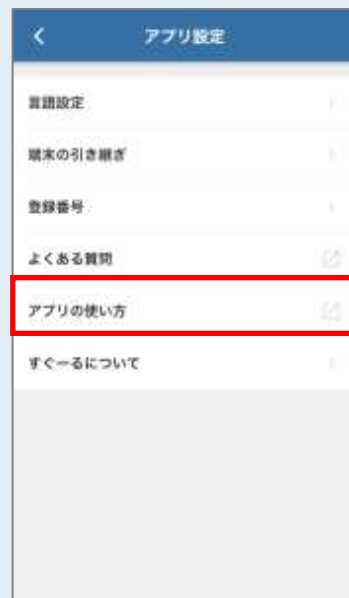 アプリ設定
言語設定
端末の引き継ぎ
登録番号
よくある質問
アプリの使い方
すぐーるについて